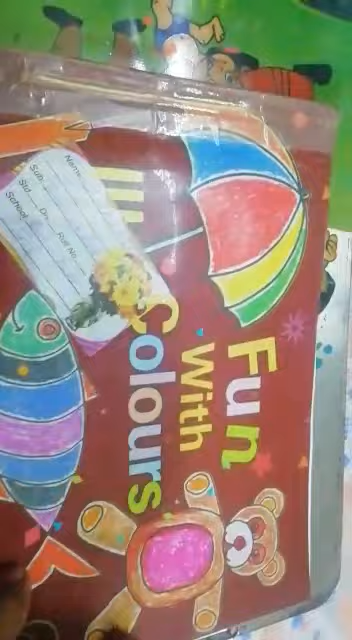 Fun
With
Colours
Name
Sub.
Std. Div. Roll No.
School